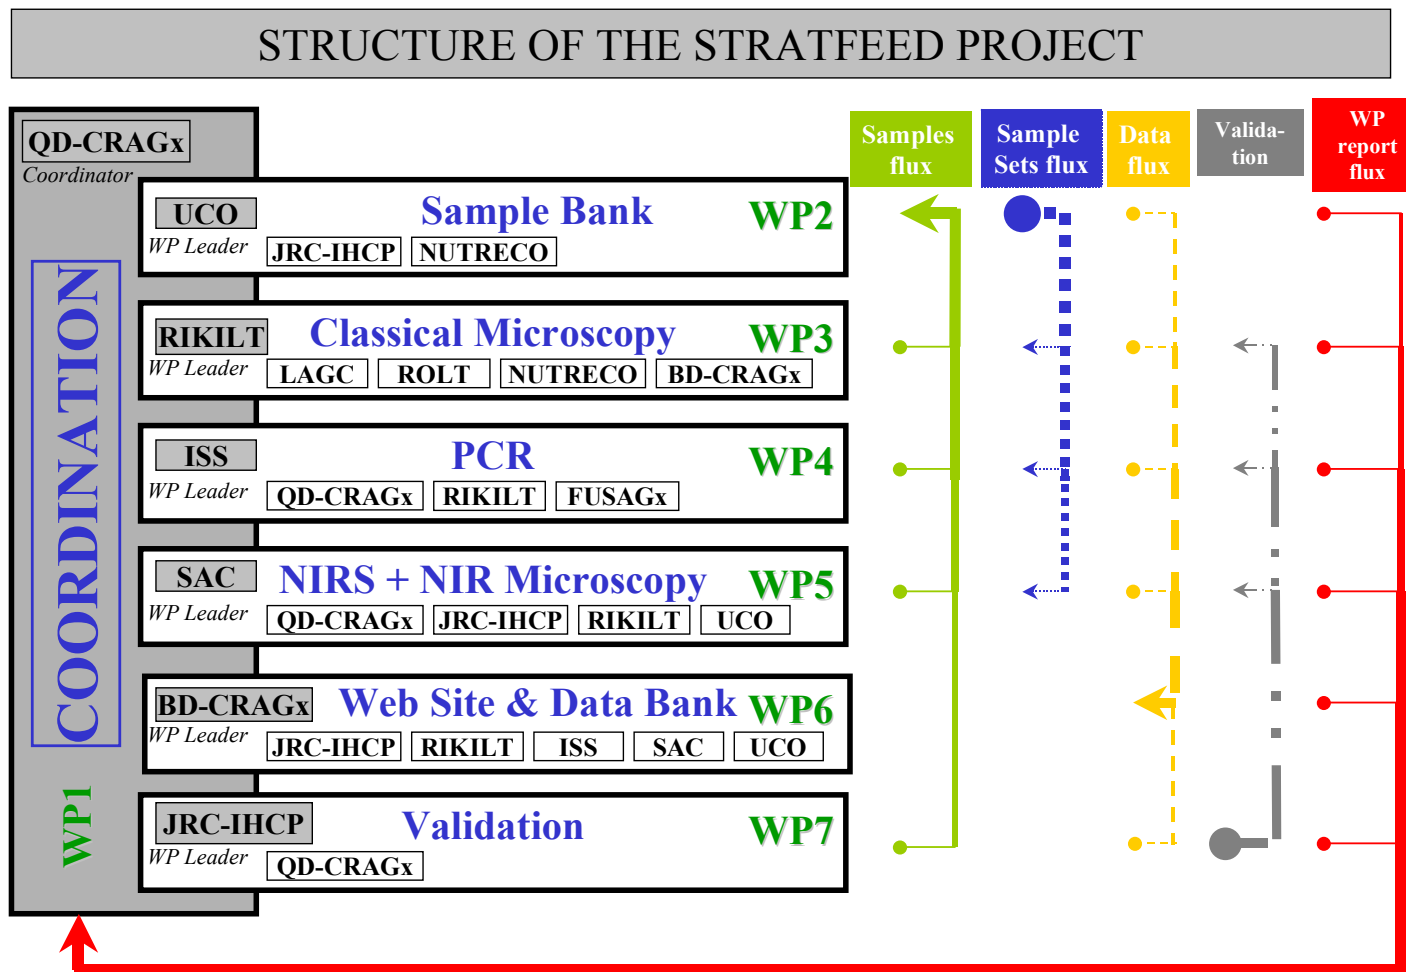 STRUCTURE OF THE STRATFEED PROJECT
QD-CRAGx
Coordinator
COORDINATION
WP1
Samples
flux
Sample
Sets flux
Data
flux
Valida-
tion
WP
report
flux
UCO
Sample Bank
WP2
WP Leader
JRC-IHCP
NUTRECO
RIKILT
Classical Microscopy
WP3
WP Leader
LAGC
ROLT
NUTRECO
BD-CRAGx
ISS
PCR
WP4
WP Leader
QD-CRAGx
RIKILT
FUSAGx
SAC
NIRS + NIR Microscopy
WP5
WP Leader
QD-CRAGx
JRC-IHCP
RIKILT
UCO
BD-CRAGx
Web Site & Data Bank
WP6
WP Leader
JRC-IHCP
RIKILT
ISS
SAC
UCO
JRC-IHCP
Validation
WP7
WP Leader
QD-CRAGx